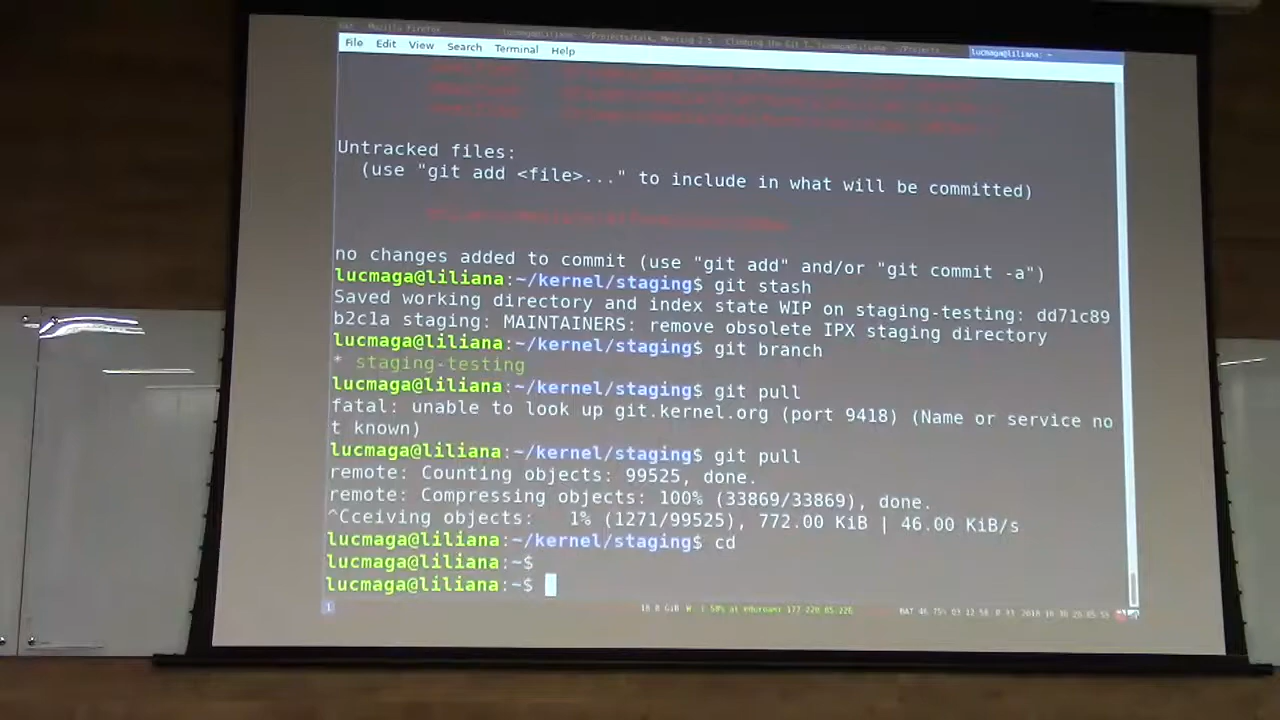 Mozilla Firefox
lucmaga@liliana: ~
File Edit View Search Terminal Help
Untracked files:
(use "git add <file>..." to include in what will be committed)
no changes added to commit (use "git add" and/or "git commit -a")
lucmaga@liliana:~/kernel/staging$ git stash
Saved working directory and index state WIP on staging-testing: dd71c89
b2c1a staging: MAINTAINERS: remove obsolete IPX staging directory
lucmaga@liliana:~/kernel/staging$ git branch
* staging-testing
lucmaga@liliana:~/kernel/staging$ git pull
fatal: unable to look up git.kernel.org (port 9418) (Name or service no
t known)
lucmaga@liliana:~/kernel/staging$ git pull
remote: Counting objects: 99525, done.
remote: Compressing objects: 100% (33869/33869), done.
^Cceiving objects:   1% (1271/99525), 772.00 KiB | 46.00 KiB/s
lucmaga@liliana:~/kernel/staging$ cd
lucmaga@liliana:~$
lucmaga@liliana:~$
1